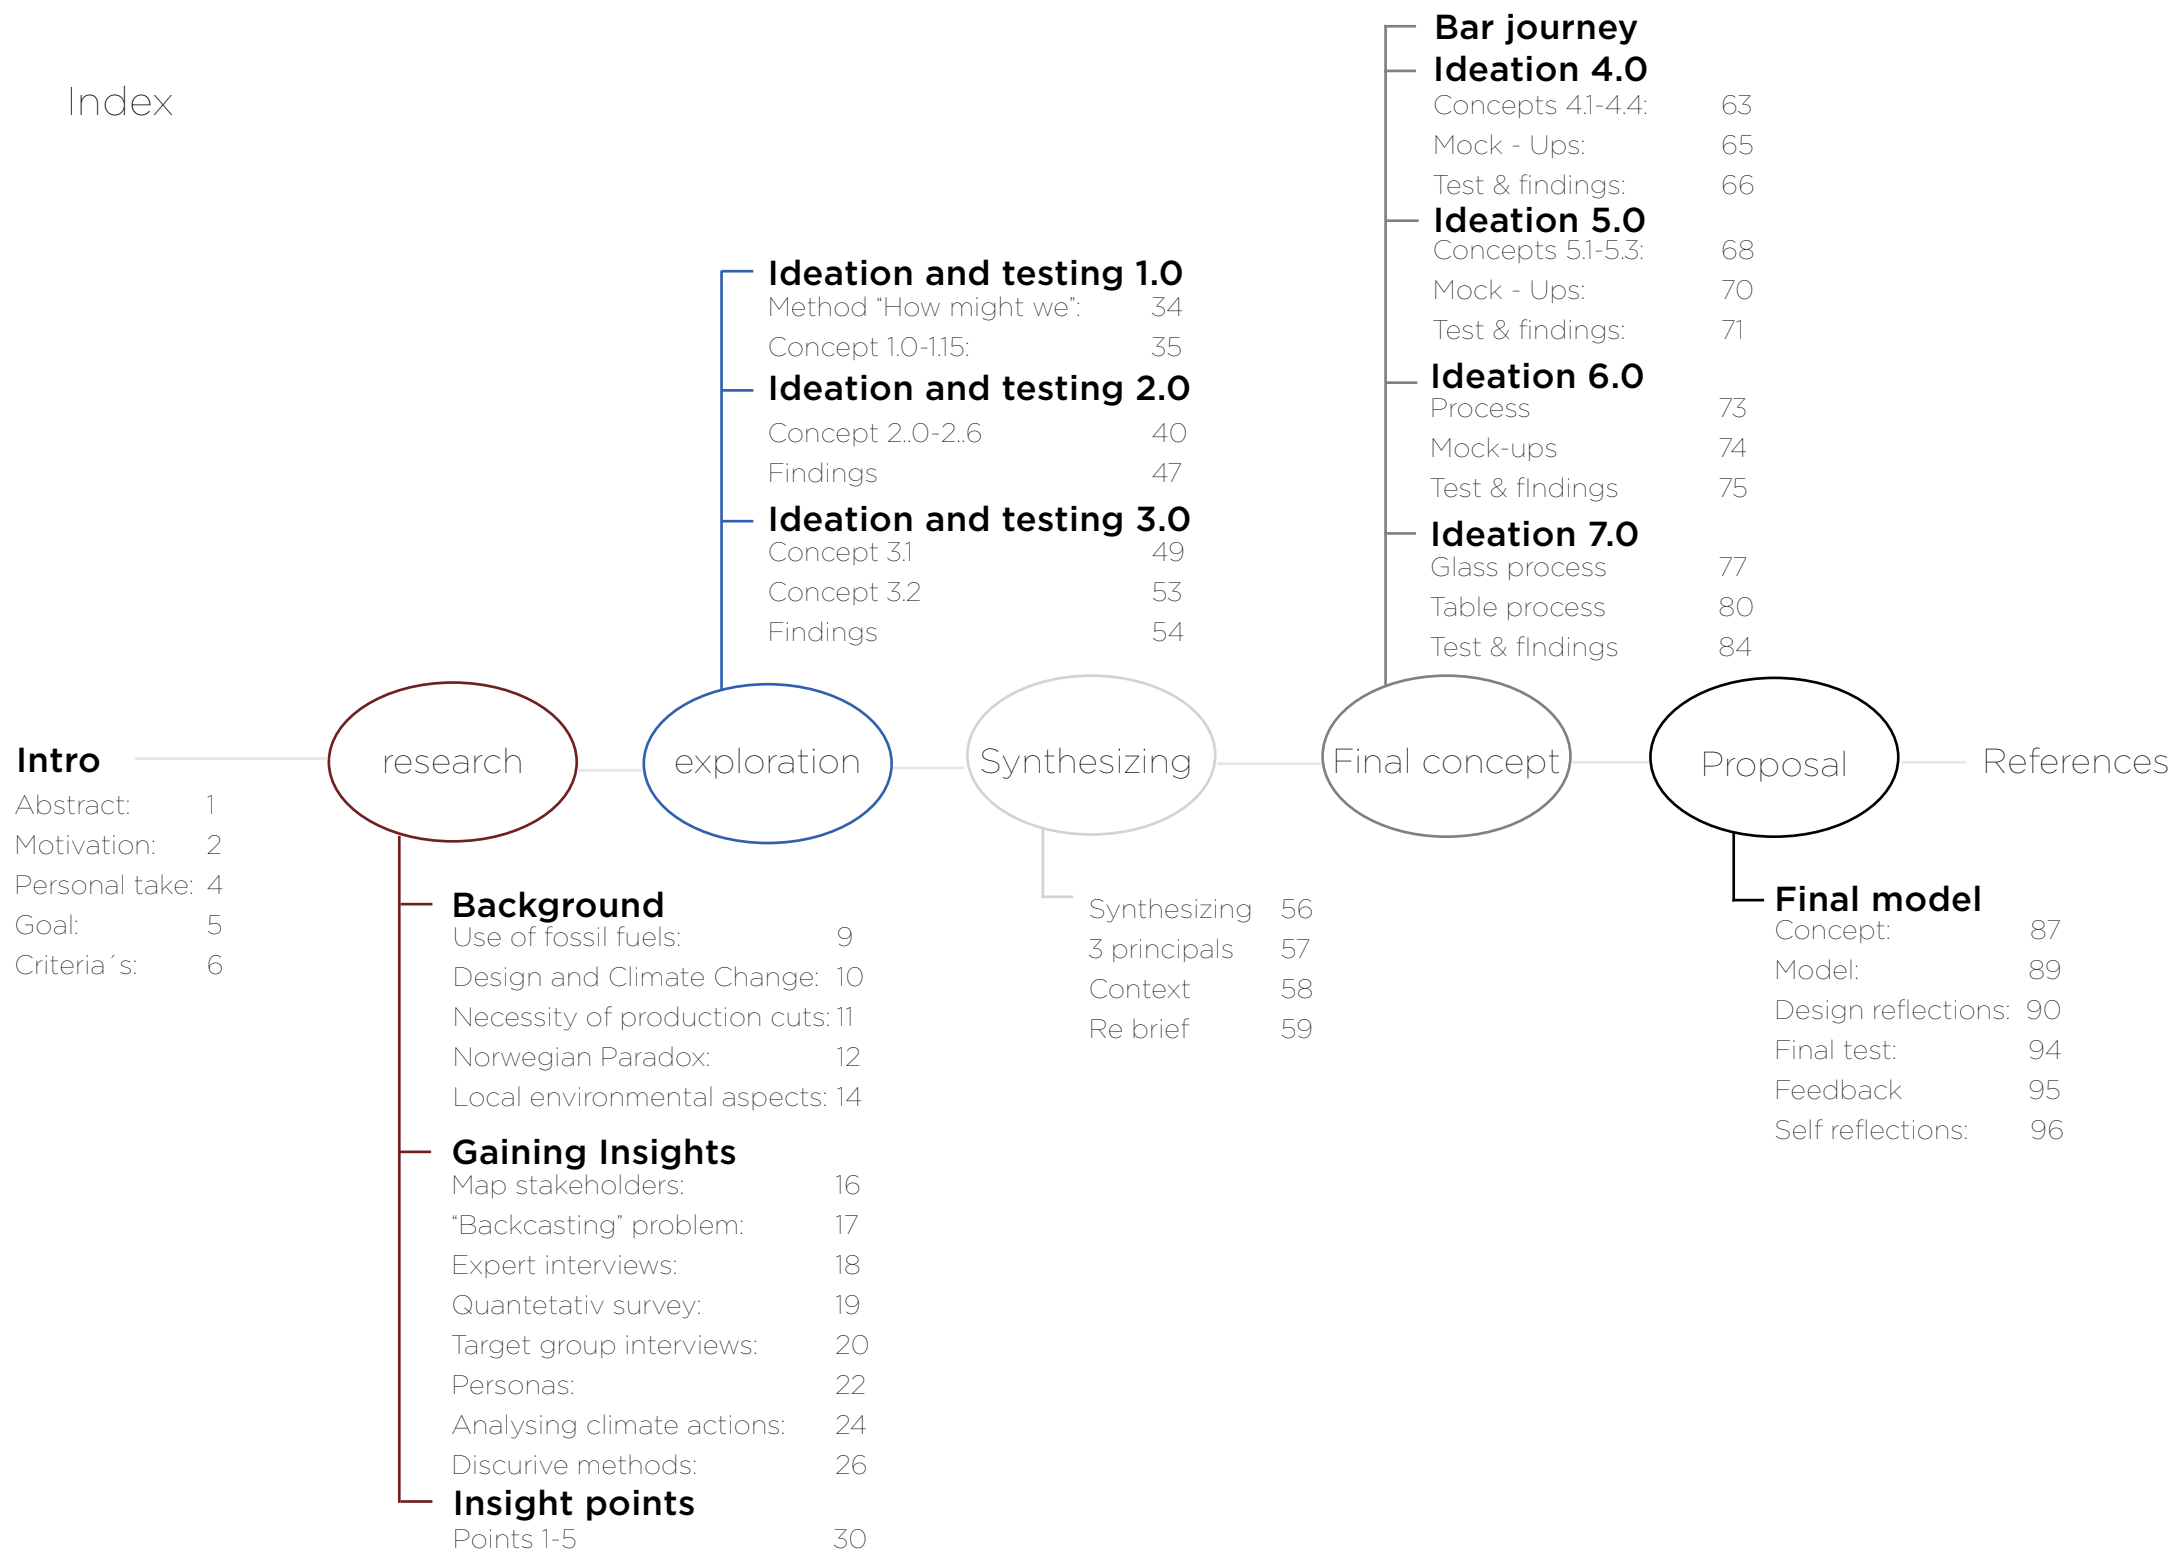 Index
Intro
Abstract: 1
Motivation: 2
Personal take: 4
Goal: 5
Criteria´s: 6
research
Background
Use of fossil fuels: 9
Design and Climate Change: 10
Necessity of production cuts: 11
Norwegian Paradox: 12
Local environmental aspects: 14
Gaining Insights
Map stakeholders: 16
“Backcasting” problem: 17
Expert interviews: 18
Quantetativ survey: 19
Target group interviews: 20
Personas: 22
Analysing climate actions: 24
Discurive methods: 26
Insight points
Points 1-5 30
exploration
Ideation and testing 1.0
Method “How might we”: 34
Concept 1.0-1.15: 35
Ideation and testing 2.0
Concept 2..0-2..6 40
Findings 47
Ideation and testing 3.0
Concept 3.1 49
Concept 3.2 53
Findings 54
Synthesizing
Synthesizing 56
3 principals 57
Context 58
Re brief 59
Final concept
Bar journey
Ideation 4.0
Concepts 4.1-4.4: 63
Mock - Ups: 65
Test & findings: 66
Ideation 5.0
Concepts 5.1-5.3: 68
Mock - Ups: 70
Test & findings: 71
Ideation 6.0
Process 73
Mock-ups 74
Test & fIndings 75
Ideation 7.0
Glass process 77
Table process 80
Test & fIndings 84
Proposal
Final model
Concept: 87
Model: 89
Design reflections: 90
Final test: 94
Feedback 95
Self reflections: 96
References